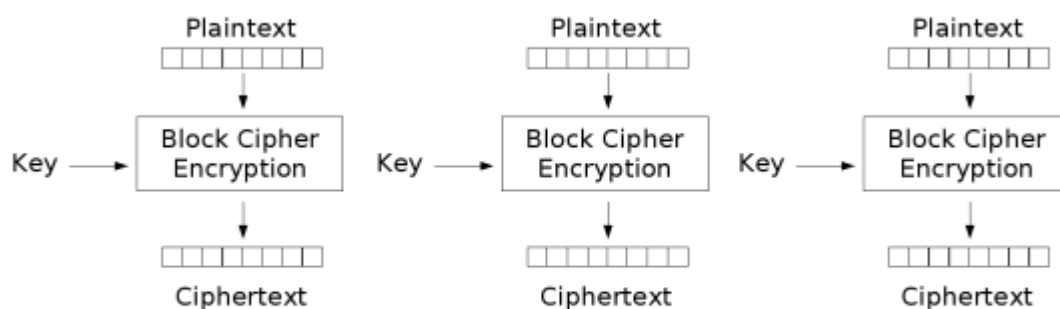 Plaintext Plaintext Plaintext
Block Cipher Block Cipher Block Cipher
Key Key Key
Encryption Encryption Encryption
Ciphertext Ciphertext Ciphertext